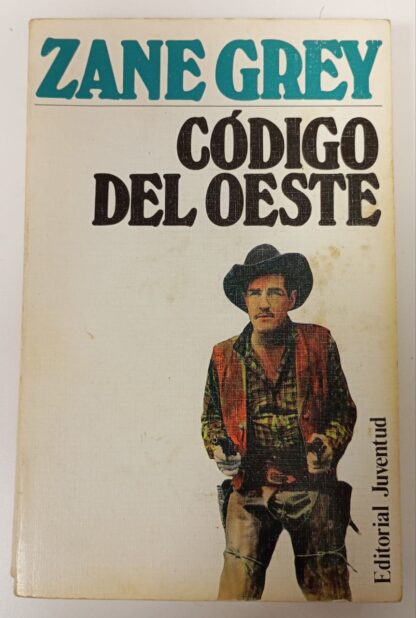 ZANE GREY
CÓDIGO
DEL OESTE
Editorial Juventud